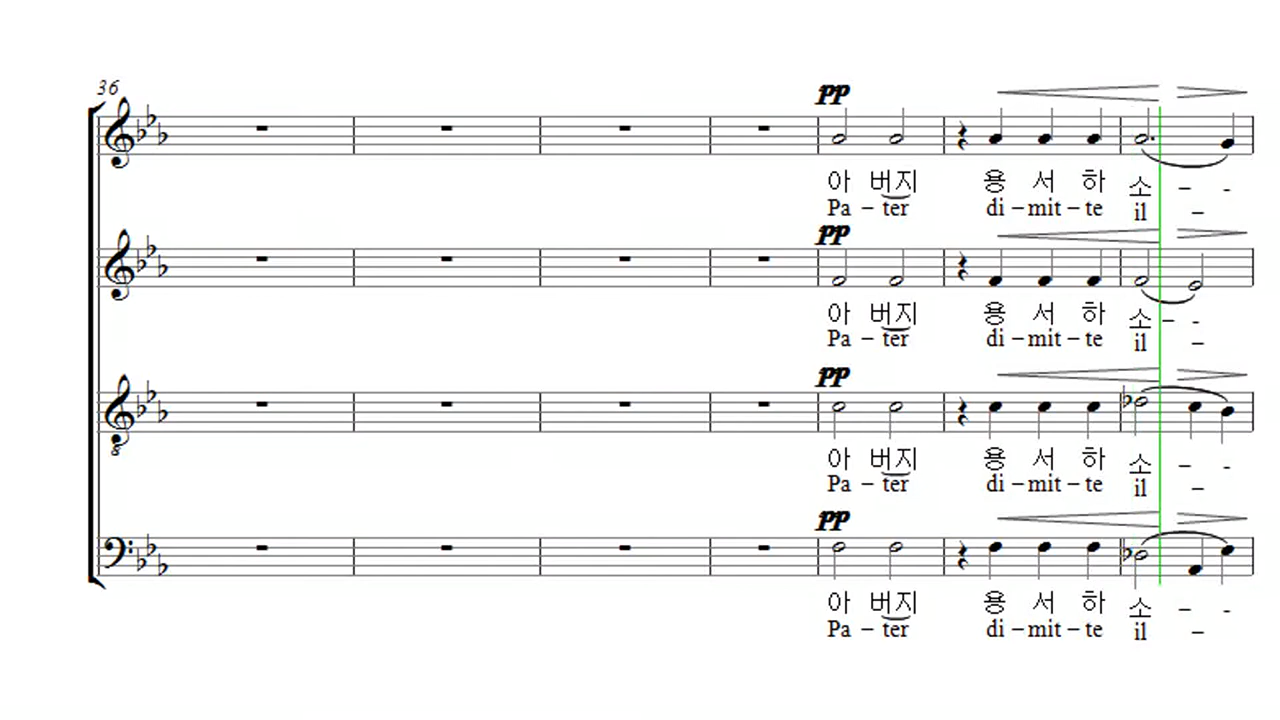 36
pp
아 버지 용 서 하 소 - -
Pa – ter di – mit – te il –
pp
아 버지 용 서 하 소 - -
Pa – ter di – mit – te il –
pp
8
아 버지 용 서 하 소 - -
Pa – ter di – mit – te il –
pp
아 버지 용 서 하 소 - -
Pa – ter di – mit – te il –